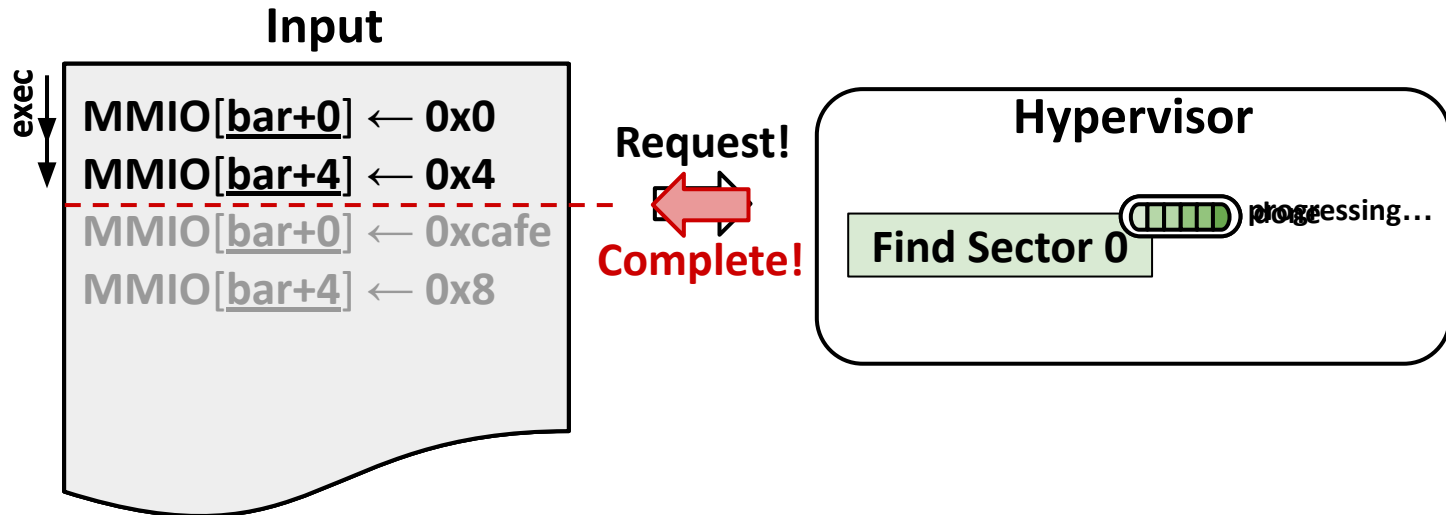 Input
exec
MMIO[bar+0] ← 0x0
MMIO[bar+4] ← 0x4
MMIO[bar+0] ← 0xcafe
MMIO[bar+4] ← 0x8
Request!
Complete!
Hypervisor
Find Sector 0
progressing...
done